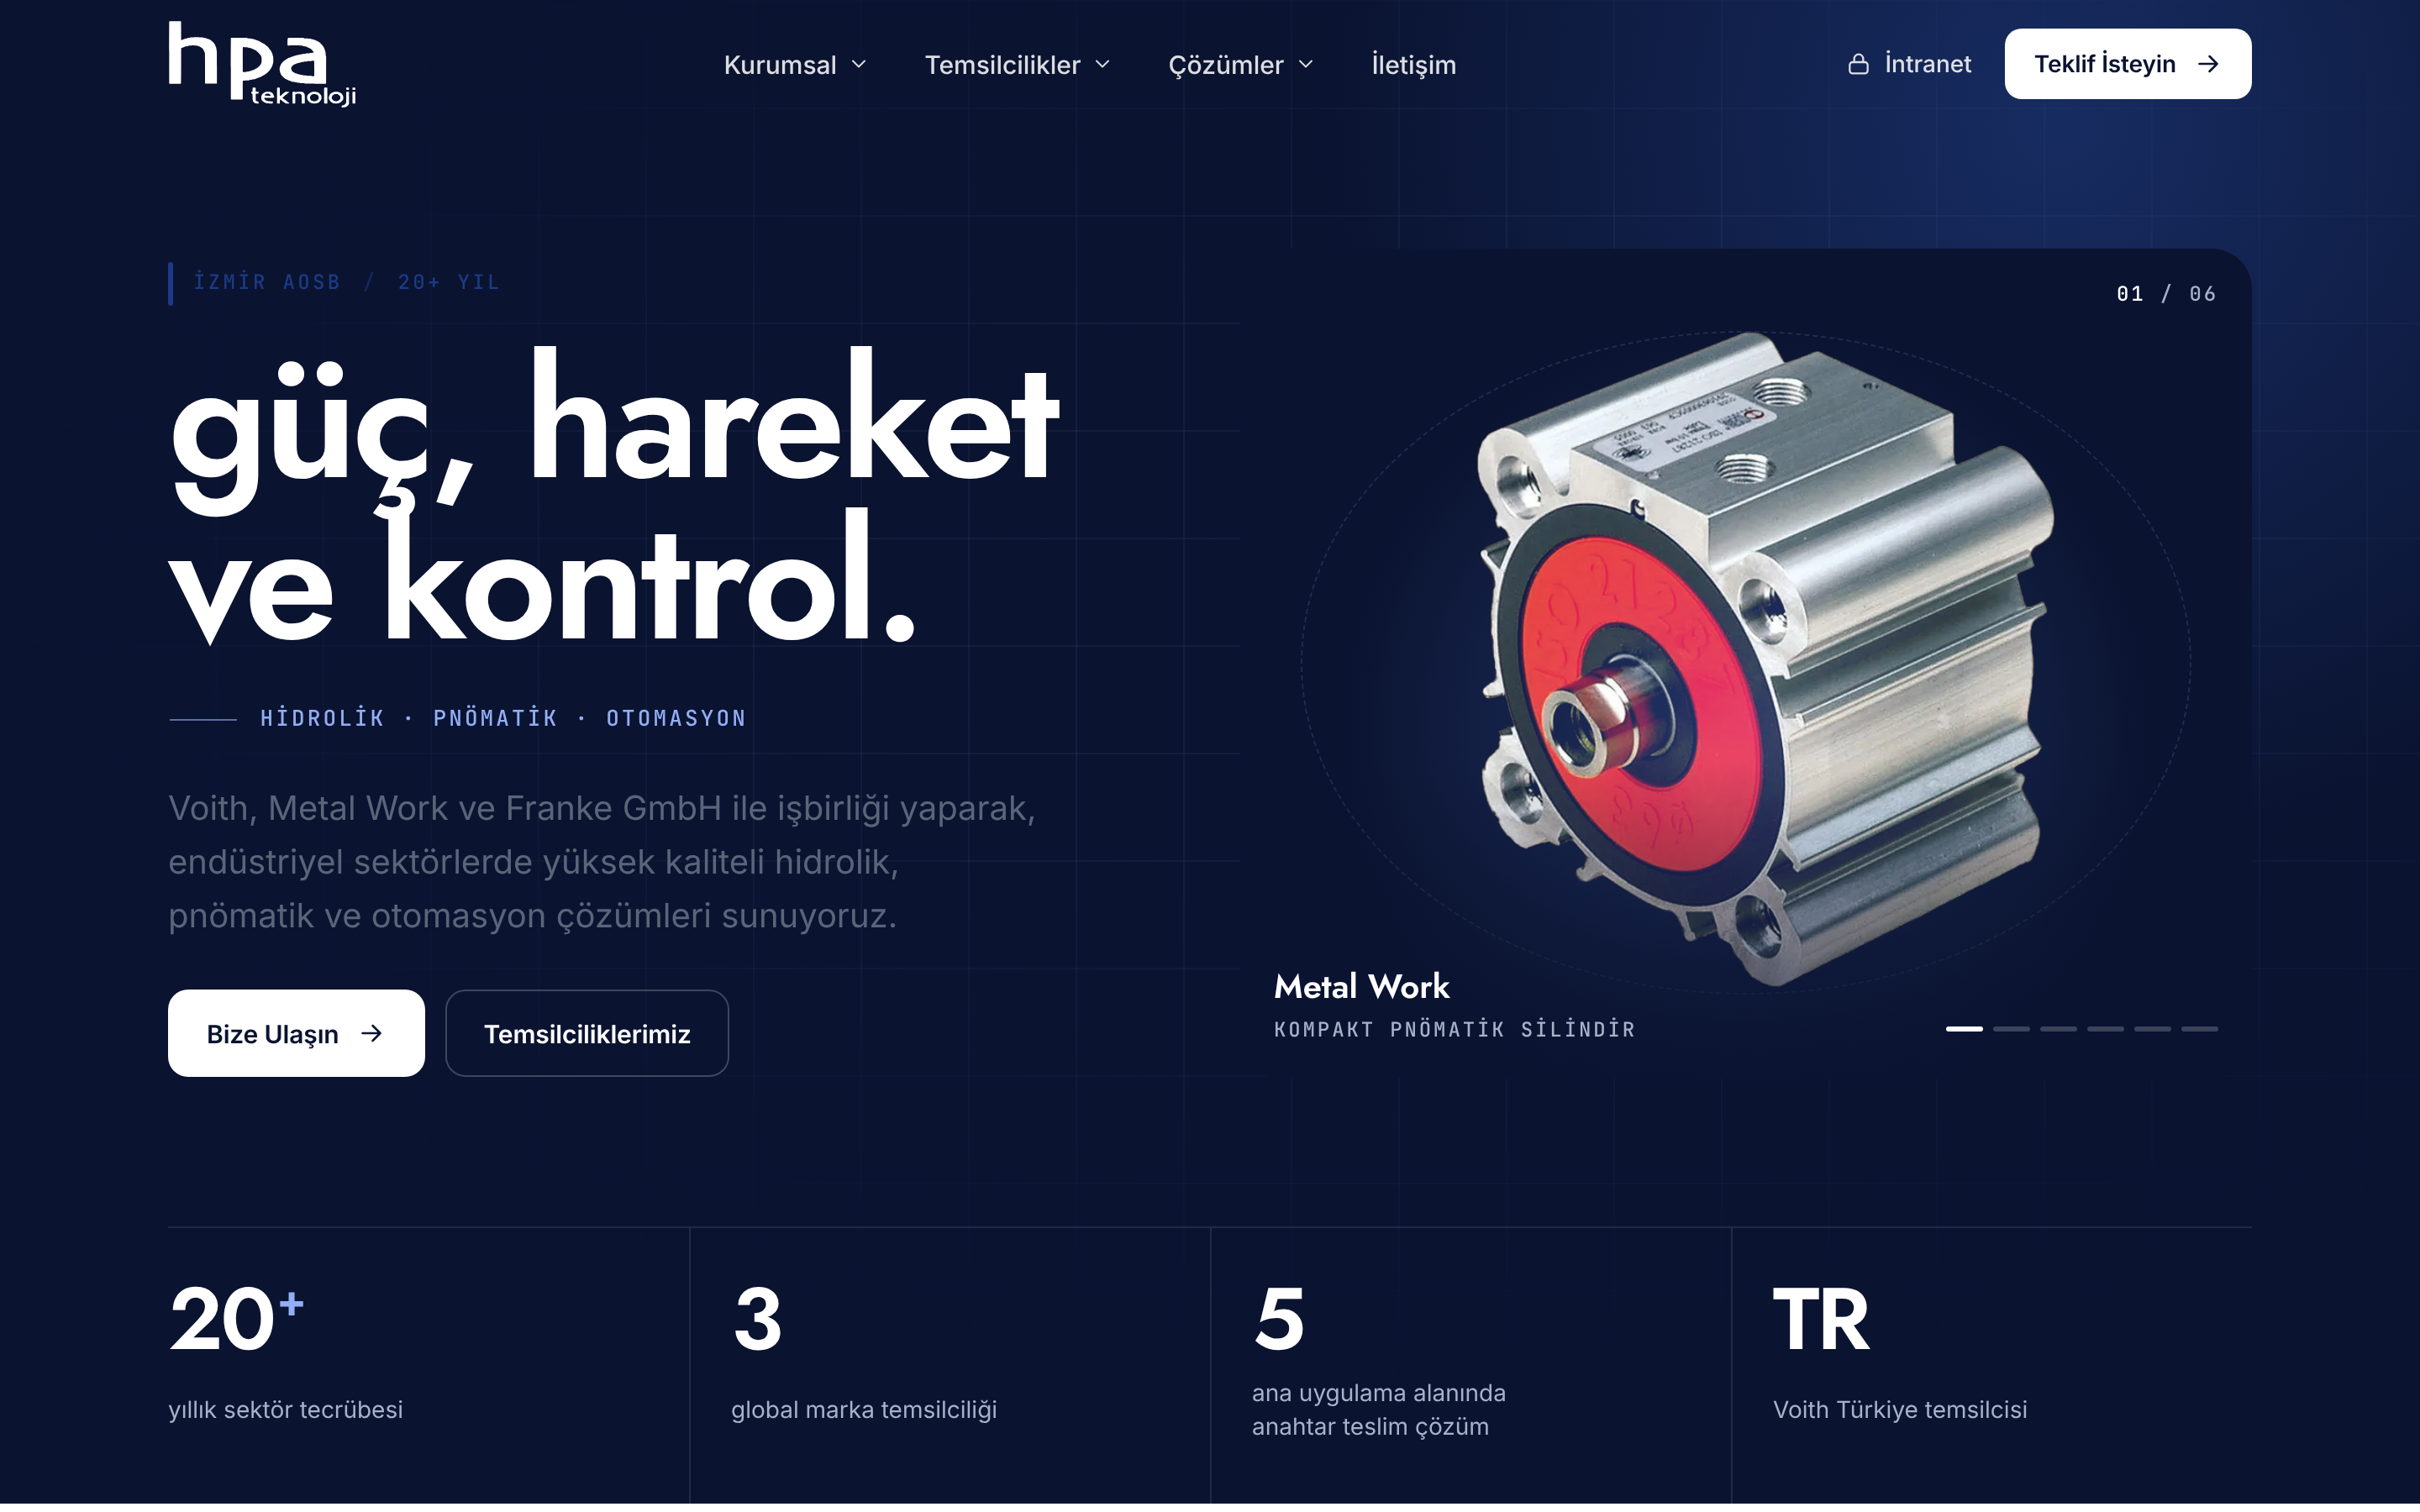 hpa
teknoloji
Kurumsal
Temsilcilikler
Çözümler
İletişim
İntranet
Teklif İsteyin
İZMİR AOSB / 20+ YIL
güç, hareket
ve kontrol.
HİDROLİK · PNÖMATİK · OTOMASYON
Voith, Metal Work ve Franke GmbH ile işbirliği yaparak,
endüstriyel sektörlerde yüksek kaliteli hidrolik,
pnömatik ve otomasyon çözümleri sunuyoruz.
Bize Ulaşın
Temsilciliklerimiz
01 / 06
ISO 21287
Metal Work
KOMPAKT PNÖMATİK SİLİNDİR
20+
yıllık sektör tecrübesi
3
global marka temsilciliği
5
ana uygulama alanında
anahtar teslim çözüm
TR
Voith Türkiye temsilcisi